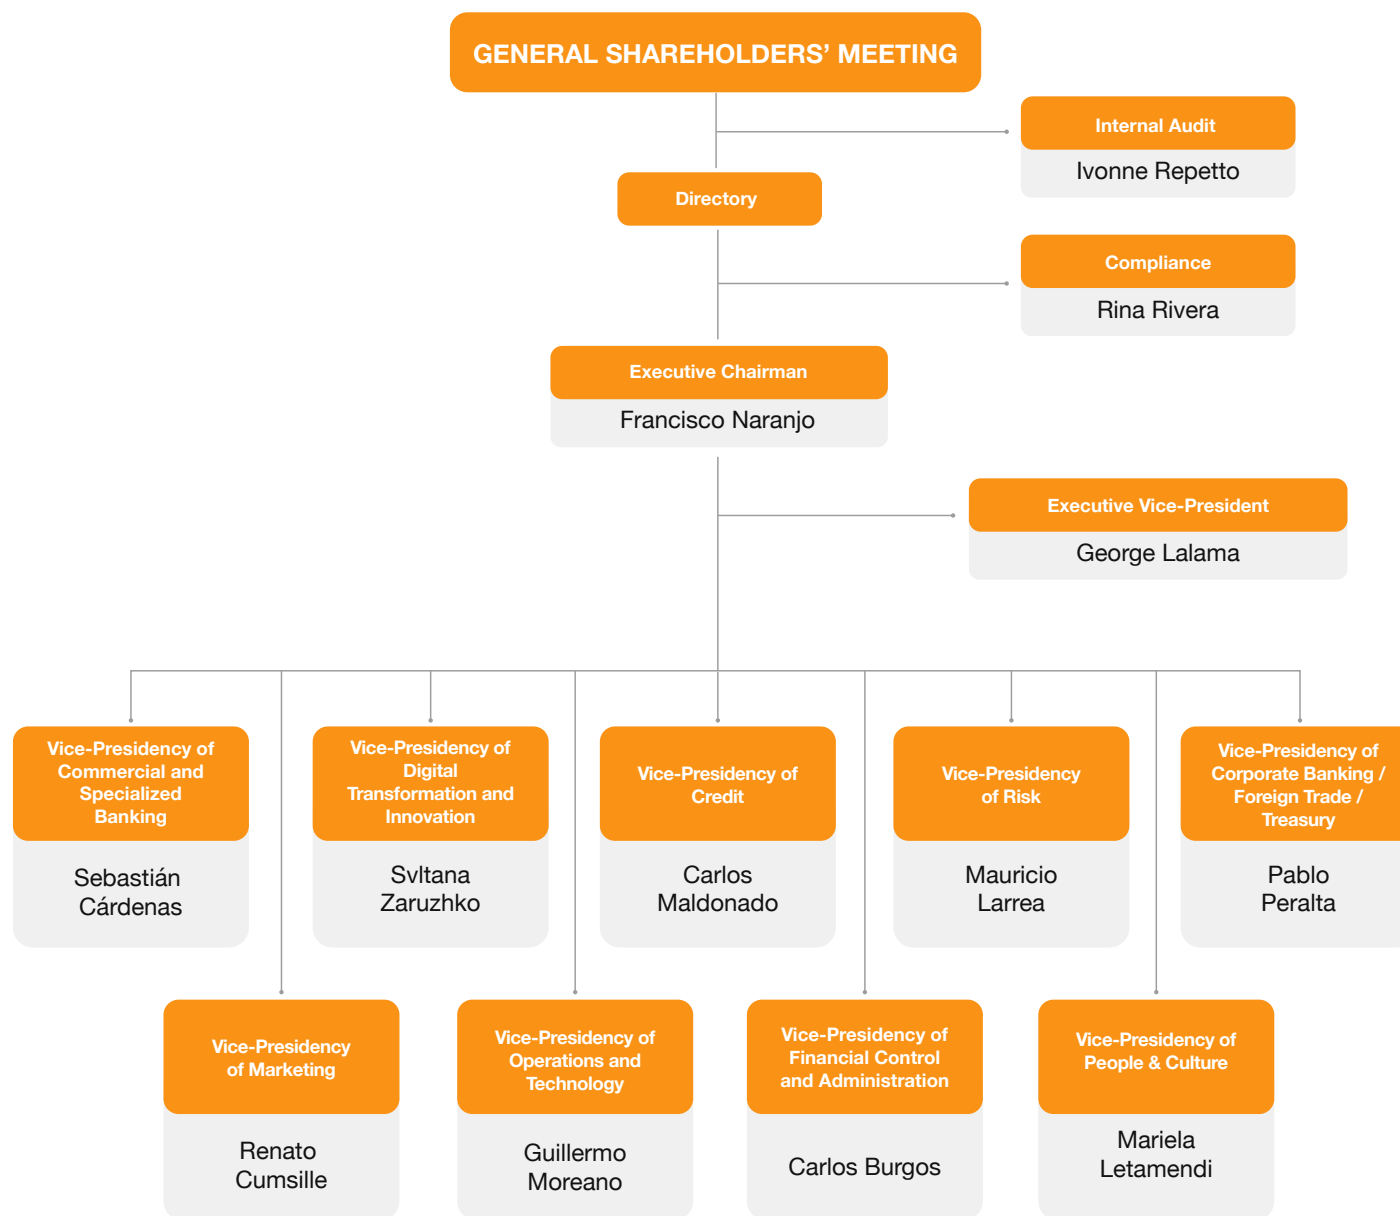 GENERAL SHAREHOLDERS’ MEETING
Internal Audit
Ivonne Repetto
Directory
Compliance
Rina Rivera
Executive Chairman
Francisco Naranjo
Executive Vice-President
George Lalama
Vice-Presidency of
Commercial and
Specialized
Banking
Sebastián
Cárdenas
Vice-Presidency of
Digital
Transformation and
Innovation
Svltana
Zaruzhko
Vice-Presidency of
Credit
Carlos
Maldonado
Vice-Presidency
of Risk
Mauricio
Larrea
Vice-Presidency of
Corporate Banking /
Foreign Trade /
Treasury
Pablo
Peralta
Vice-Presidency
of Marketing
Renato
Cumsille
Vice-Presidency of
Operations and
Technology
Guillermo
Moreano
Vice-Presidency of
Financial Control
and Administration
Carlos Burgos
Vice-Presidency of
People & Culture
Mariela
Letamendi